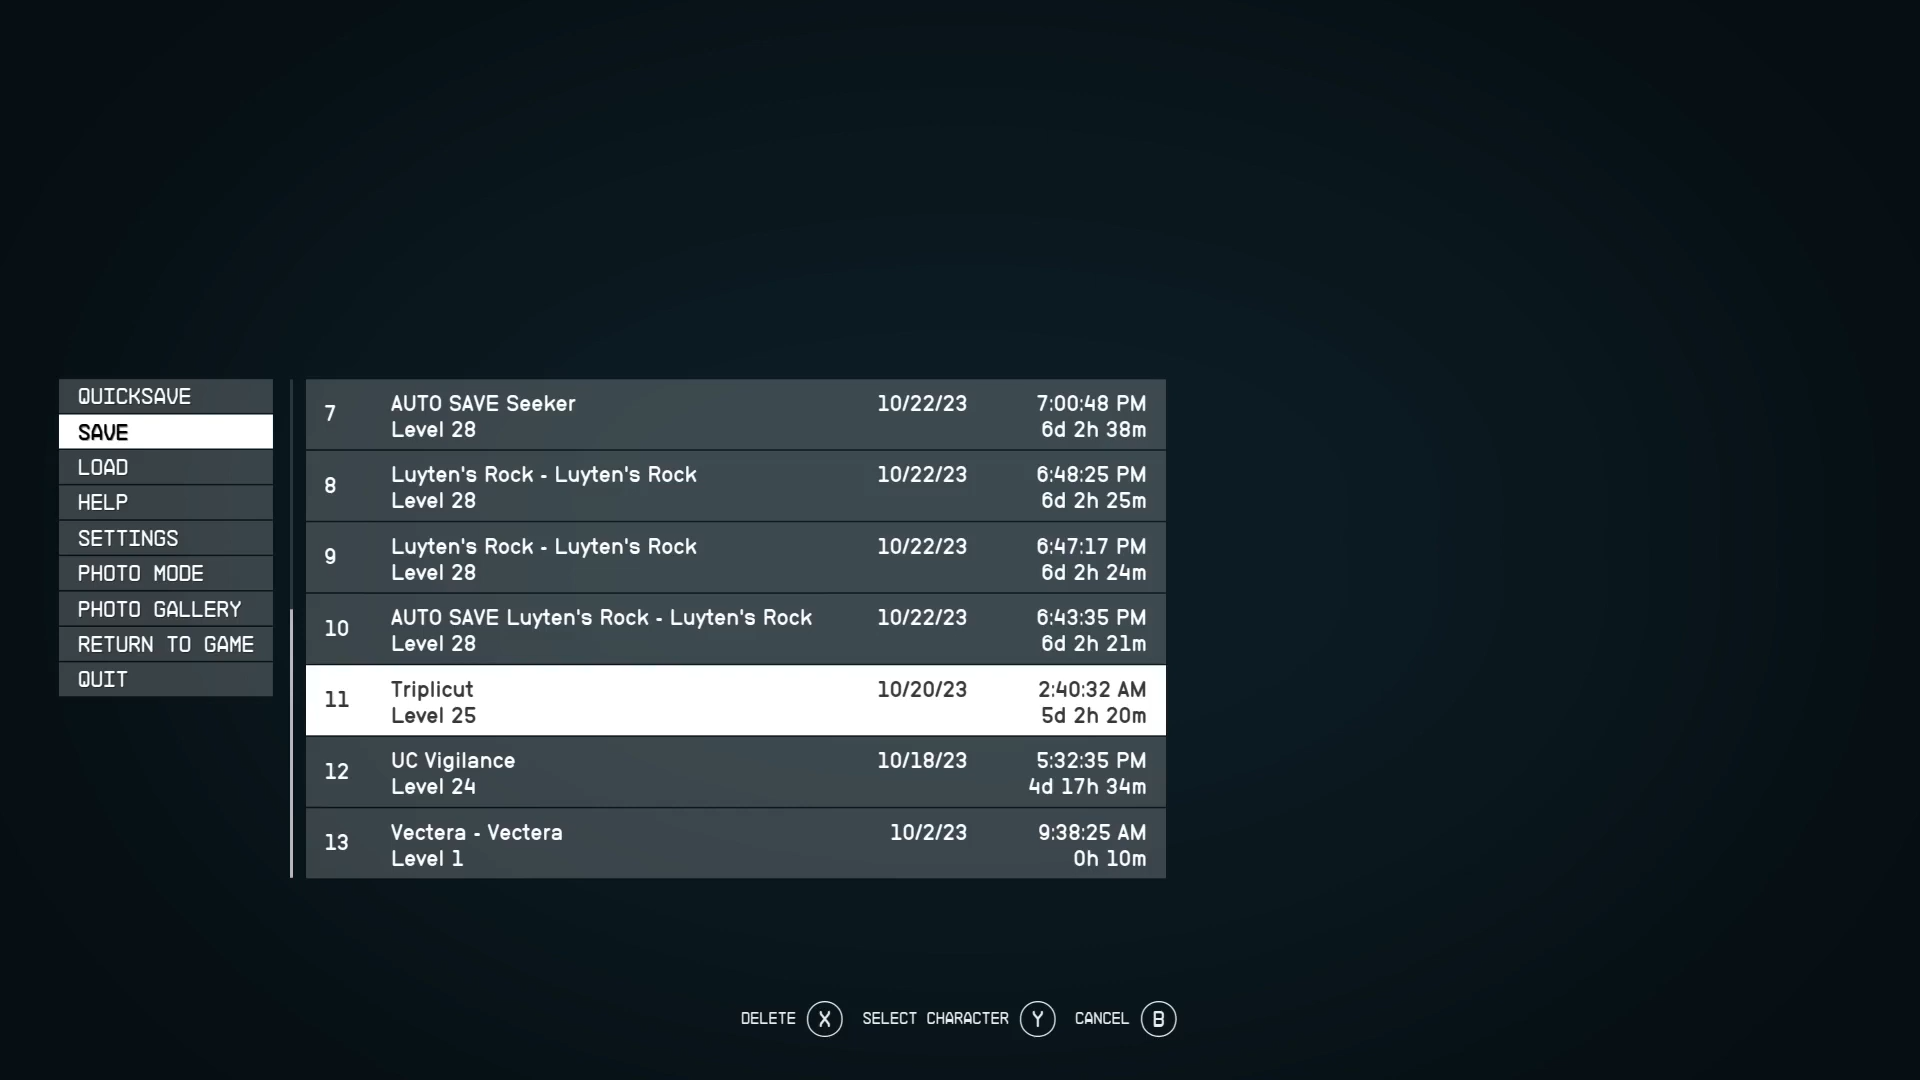 QUICKSAVE
SAVE
LOAD
HELP
SETTINGS
PHOTO MODE
PHOTO GALLERY
RETURN TO GAME
QUIT
7 AUTO SAVE Seeker 10/22/23 7:00:48 PM
Level 28 6d 2h 38m
8 Luyten's Rock - Luyten's Rock 10/22/23 6:48:25 PM
Level 28 6d 2h 25m
9 Luyten's Rock - Luyten's Rock 10/22/23 6:47:17 PM
Level 28 6d 2h 24m
10 AUTO SAVE Luyten's Rock - Luyten's Rock 10/22/23 6:43:35 PM
Level 28 6d 2h 21m
11 Triplicut 10/20/23 2:40:32 AM
Level 25 5d 2h 20m
12 UC Vigilance 10/18/23 5:32:35 PM
Level 24 4d 17h 34m
13 Vectera - Vectera 10/2/23 9:38:25 AM
Level 1 0h 10m
DELETE X SELECT CHARACTER Y CANCEL B